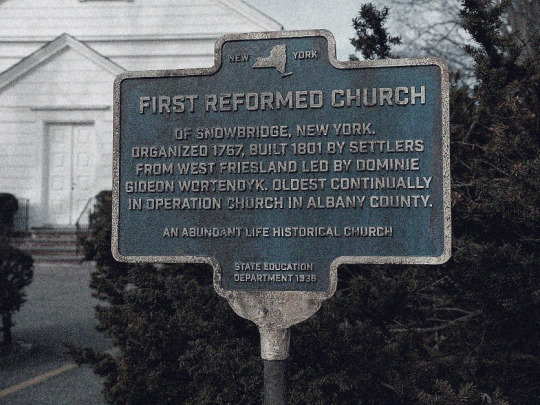 NEW YORK
FIRST REFORMED CHURCH
OF SNOWBRIDGE, NEW YORK.
ORGANIZED 1767, BUILT 1801 BY SETTLERS
FROM WEST FRIESLAND LED BY DOMINIE
GIDEON WORTENDYK. OLDEST CONTINUALLY
IN OPERATION CHURCH IN ALBANY COUNTY.
AN ABUNDANT LIFE HISTORICAL CHURCH
STATE EDUCATION
DEPARTMENT 1938